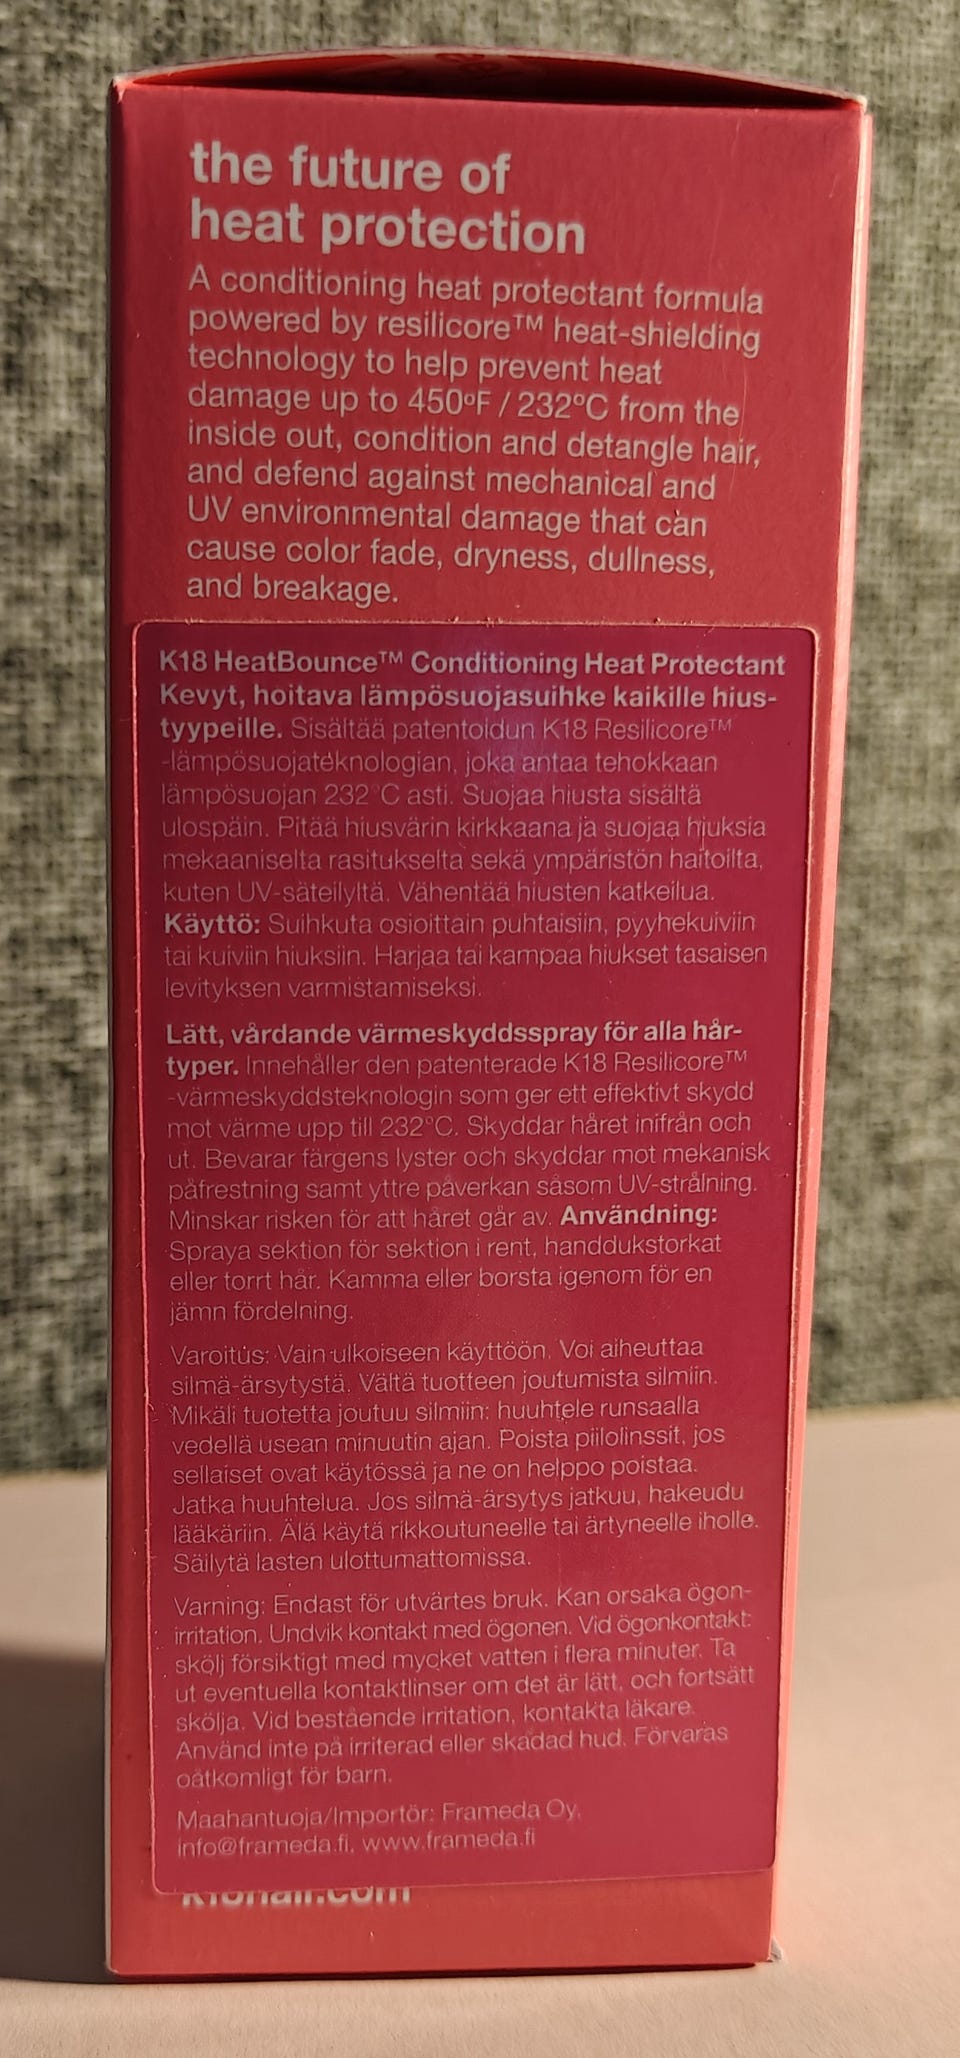 the future of
heat protection
A conditioning heat protectant formula
powered by resilicore™ heat-shielding
technology to help prevent heat
damage up to 450ºF / 232ºC from the
inside out, condition and detangle hair,
and defend against mechanical and
UV environmental damage that can
cause color fade, dryness, dullness,
and breakage.
K18 HeatBounce™ Conditioning Heat Protectant
Kevyt, hoitava lämpösuojasuihke kaikille hius-
tyypeille. Sisältää patentoidun K18 Resilicore™
-lämpösuojateknologian, joka antaa tehokkaan
lämpösuojan 232°C asti. Suojaa hiusta sisältä
ulospäin. Pitää hiusvärin kirkkaana ja suojaa hiuksia
mekaaniselta rasitukselta sekä ympäristön haitoilta,
kuten UV-säteilyltä. Vähentää hiusten katkeilua.
Käyttö: Suihkuta osioittain puhtaisiin, pyyhekuiviin
tai kuiviin hiuksiin. Harjaa tai kampaa hiukset tasaisen
levityksen varmistamiseksi.
Lätt, vårdande värmeskyddsspray för alla hår-
typer. Innehåller den patenterade K18 Resilicore™
-värmeskyddsteknologin som ger ett effektivt skydd
mot värme upp till 232°C. Skyddar håret inifrån och
ut. Bevarar färgens lyster och skyddar mot mekanisk
påfrestning samt yttre påverkan såsom UV-strålning.
Minskar risken för att håret går av. Användning:
Spraya sektion för sektion i rent, handdukstorkat
eller torrt hår. Kamma eller borsta igenom för en
jämn fördelning.
Varoitus: Vain ulkoiseen käyttöön. Voi aiheuttaa
silmä-ärsytystä. Vältä tuotteen joutumista silmiin.
Mikäli tuotetta joutuu silmiin: huuhtele runsaalla
vedellä usean minuutin ajan. Poista piilolinssit, jos
sellaiset ovat käytössä ja ne on helppo poistaa.
Jatka huuhtelua. Jos silmä-ärsytys jatkuu, hakeudu
lääkäriin. Älä käytä rikkoutuneelle tai ärtyneelle iholle.
Säilytä lasten ulottumattomissa.
Varning: Endast för utvärtes bruk. Kan orsaka ögon-
irritation. Undvik kontakt med ögonen. Vid ögonkontakt:
skölj försiktigt med mycket vatten i flera minuter. Ta
ut eventuella kontaktlinser om det är lätt, och fortsätt
skölja. Vid bestående irritation, kontakta läkare.
Använd inte på irriterad eller skadad hud. Förvaras
oåtkomligt för barn.
Maahantuoja/Importör: Frameda Oy.
info@frameda.fi, www.frameda.fi
k18hair.com